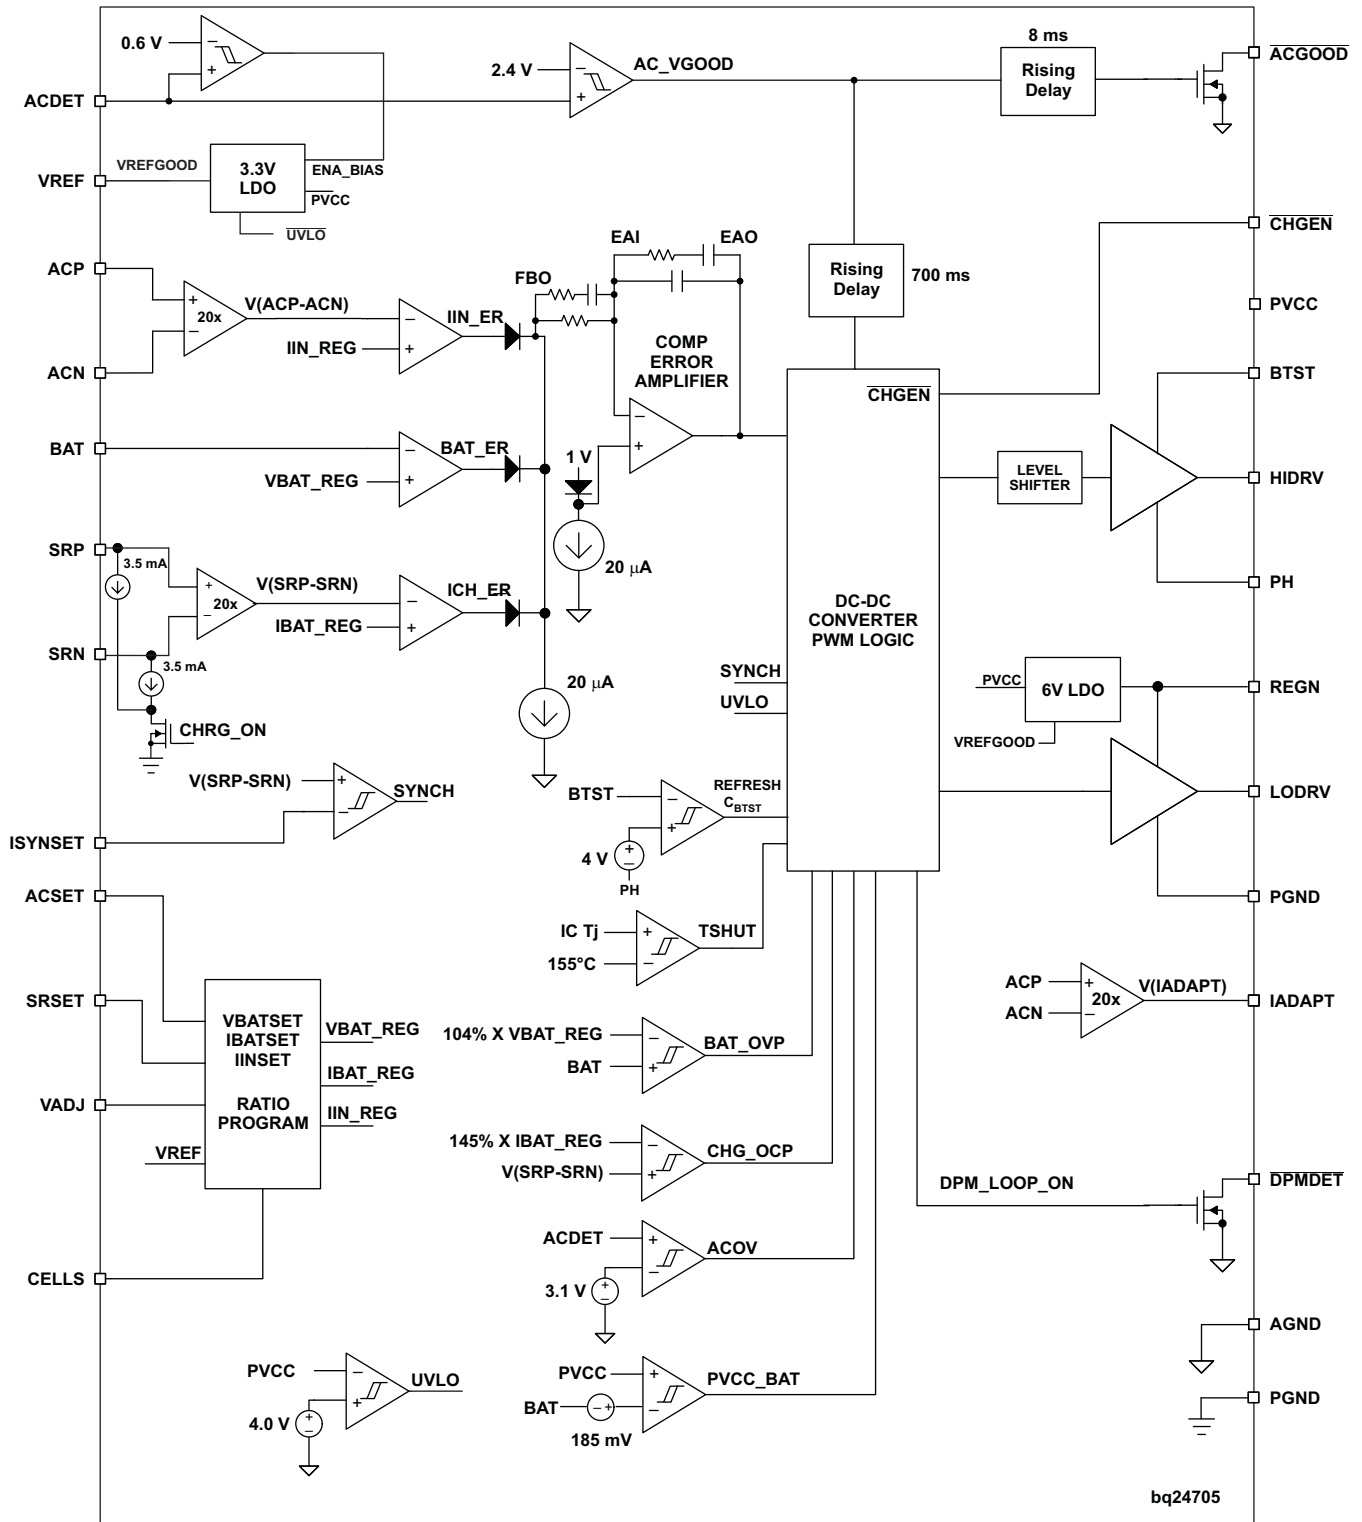 0.6 V
2.4 V
AC_VGOOD
8 ms
Rising
Delay
ACGOOD
ACDET
VREFGOOD
VREF
3.3V
LDO
ENA_BIAS
PVCC
UVLO
CHGEN
ACP
20x
V(ACP-ACN)
IIN_ER
IIN_REG
ACN
FBO
EAI
EAO
COMP
ERROR
AMPLIFIER
Rising
Delay
700 ms
CHGEN
PVCC
BTST
BAT
BAT_ER
VBAT_REG
1 V
20 µA
LEVEL
SHIFTER
HIDRV
PH
SRP
3.5 mA
20x
V(SRP-SRN)
ICH_ER
IBAT_REG
SRN
3.5 mA
CHRG_ON
20 µA
DC-DC
CONVERTER
PWM LOGIC
SYNCH
UVLO
PVCC
6V LDO
REGN
VREFGOOD
V(SRP-SRN)
SYNCH
ISYNSET
BTST
REFRESH
CBTST
4 V
PH
LODRV
PGND
ACSET
IC Tj
155°C
TSHUT
SRSET
VBATSET
IBATSET
IINSET
RATIO
PROGRAM
VBAT_REG
IBAT_REG
IIN_REG
VADJ
VREF
CELLS
104% X VBAT_REG
BAT
BAT_OVP
ACP
ACN
20x
V(IADAPT)
IADAPT
145% X IBAT_REG
V(SRP-SRN)
CHG_OCP
DPM_LOOP_ON
DPMDET
ACDET
3.1 V
ACOV
AGND
PVCC
4.0 V
UVLO
PVCC
BAT
185 mV
PVCC_BAT
PGND
bq24705